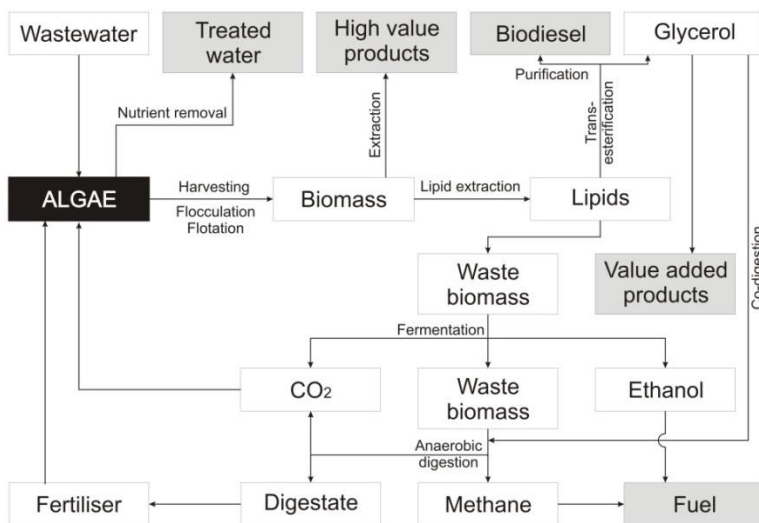 Wastewater
Treated
water
High value
products
Biodiesel
Glycerol
Purification
Nutrient removal
Extraction
Trans-
esterification
ALGAE
Harvesting
Flocculation
Flotation
Biomass
Lipid extraction
Lipids
Waste
biomass
Value added
products
Co-digestion
Fermentation
CO2
Waste
biomass
Ethanol
Anaerobic
digestion
Fertiliser
Digestate
Methane
Fuel